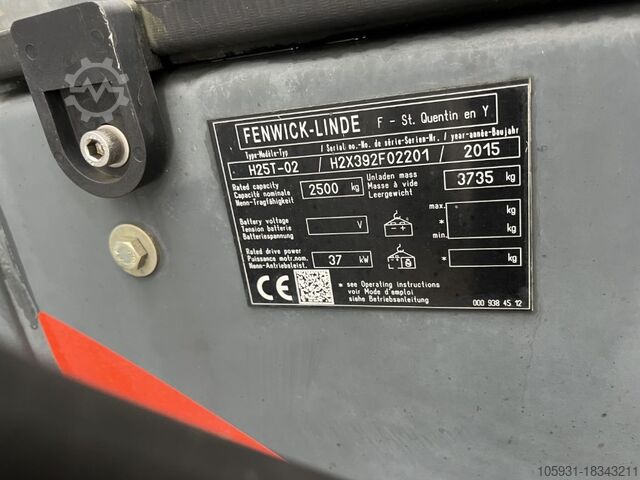 FENWICK-LINDE F - St. Quentin en Y
Type-Modèle-Typ / Serial no.-No. de série-Serien-Nr. / year-année-Baujahr
H25T-02 / H2X392F02201 / 2015
Rated capacity
Capacité nominale
Nenn-Tragfähigkeit
2500 kg
Unladen mass
Masse à vide
Leergewicht
3735 kg
Battery voltage
Tension batterie
Batteriespannung
V
max. kg
*
min. kg
Rated drive power
Puissance motr.nom.
Nenn-Antriebsleist.
37 kW
* kg
CE
* see Operating instructions
voir Mode d'emploi
siehe Betriebsanleitung
000 938 45 12
105931-18343211